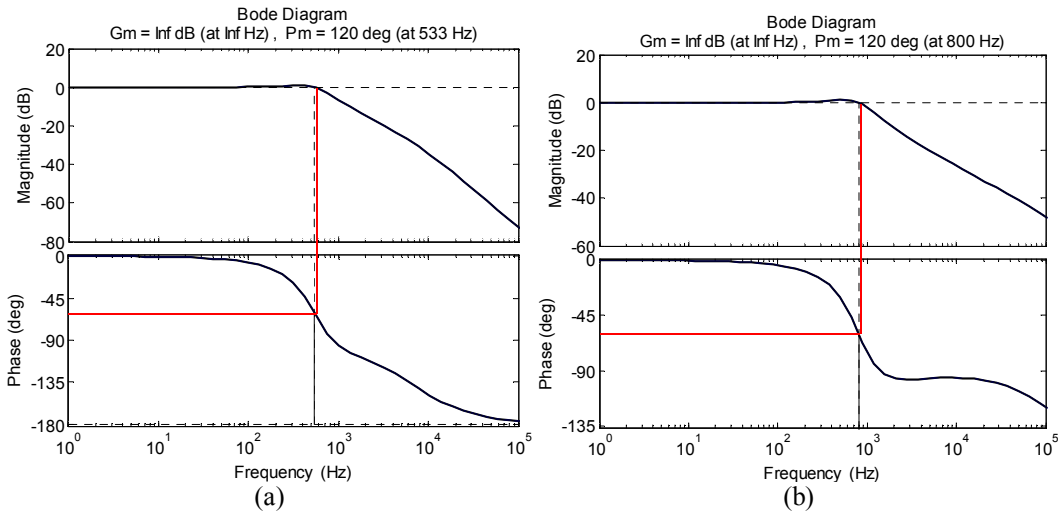 Bode Diagram
Gm = Inf dB (at Inf Hz) , Pm = 120 deg (at 533 Hz)
20
0
-20
-40
-60
-80
Magnitude (dB)
0
-45
-90
-135
-180
Phase (deg)
10^0 10^1 10^2 10^3 10^4 10^5
Frequency (Hz)
(a)
Bode Diagram
Gm = Inf dB (at Inf Hz) , Pm = 120 deg (at 800 Hz)
20
0
-20
-40
-60
Magnitude (dB)
0
-45
-90
-135
Phase (deg)
10^0 10^1 10^2 10^3 10^4 10^5
Frequency (Hz)
(b)